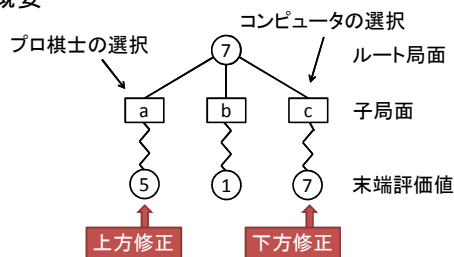 概要
コンピュータの選択
プロ棋士の選択
7
ルート局面
a
b
c
子局面
5
1
7
末端評価値
上方修正
下方修正